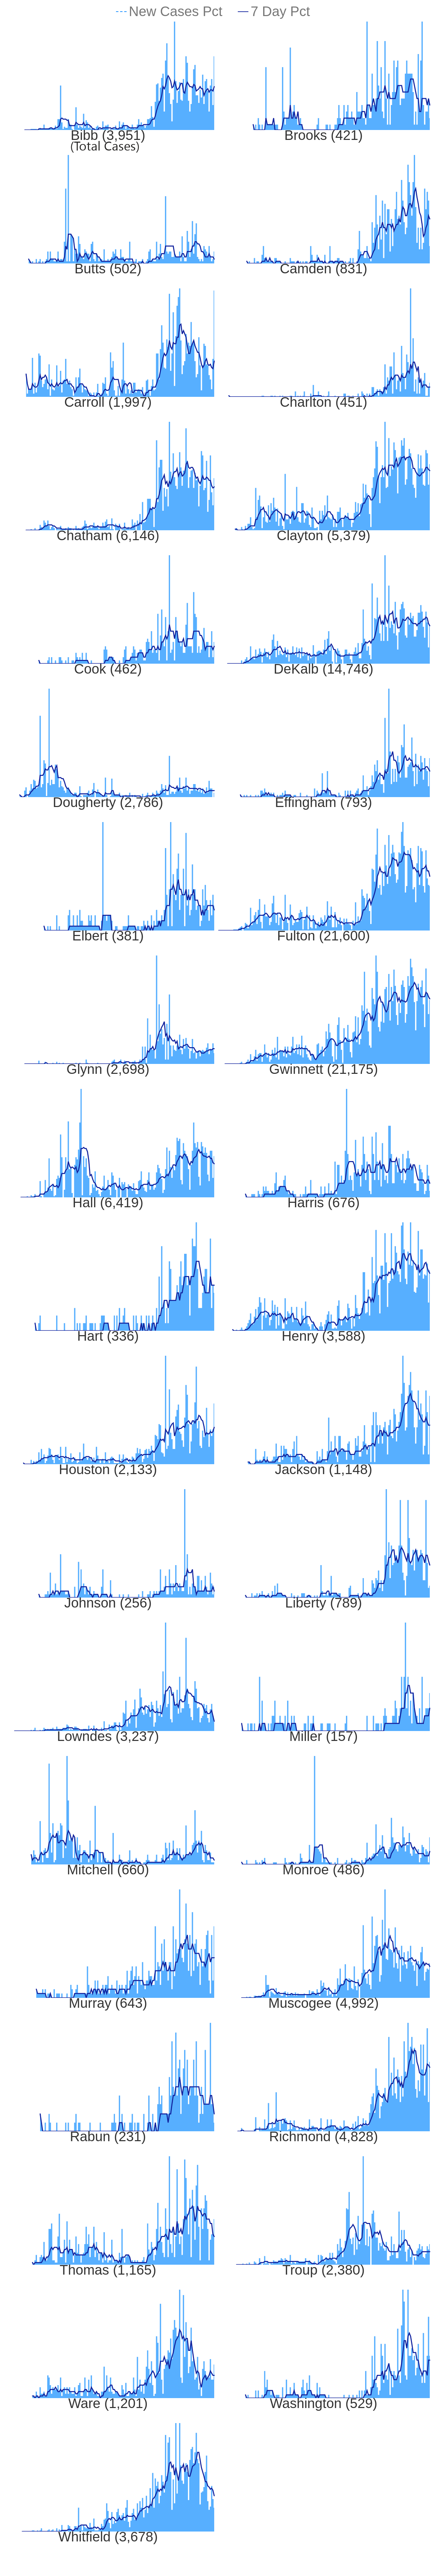 New Cases Pct 7 Day Pct
Bibb (3,951) Brooks (421)
(Total Cases)
Butts (502) Camden (831)
Carroll (1,997) Charlton (451)
Chatham (6,146) Clayton (5,379)
Cook (462) DeKalb (14,746)
Dougherty (2,786) Effingham (793)
Elbert (381) Fulton (21,600)
Glynn (2,698) Gwinnett (21,175)
Hall (6,419) Harris (676)
Hart (336) Henry (3,588)
Houston (2,133) Jackson (1,148)
Johnson (256) Liberty (789)
Lowndes (3,237) Miller (157)
Mitchell (660) Monroe (486)
Murray (643) Muscogee (4,992)
Rabun (231) Richmond (4,828)
Thomas (1,165) Troup (2,380)
Ware (1,201) Washington (529)
Whitfield (3,678)